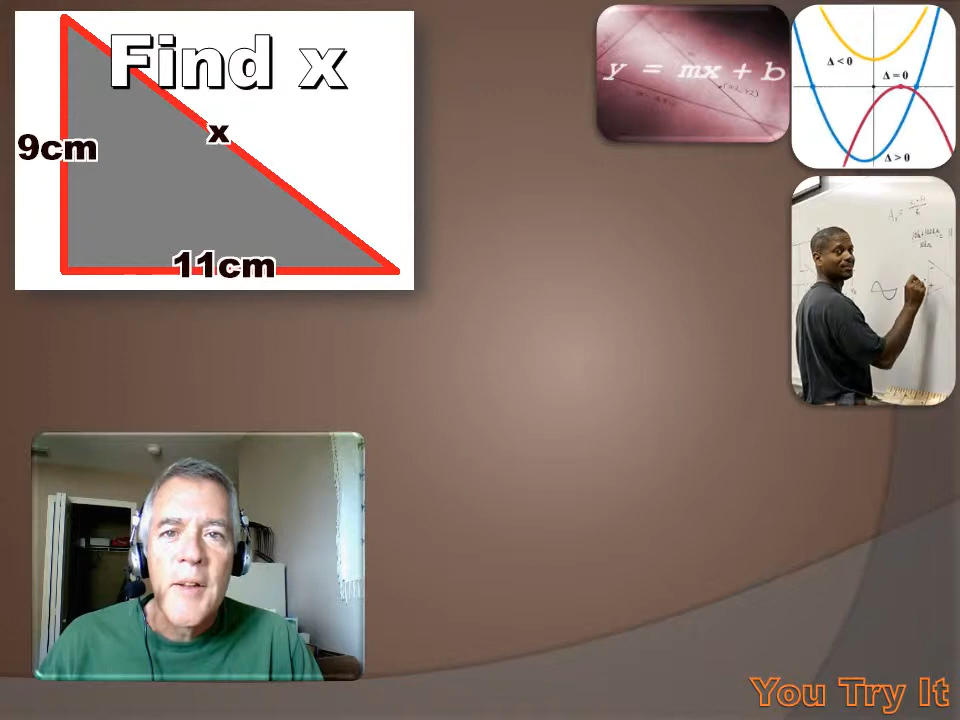 Find x
x
9cm
11cm
y = mx + b
Δ < 0
Δ = 0
Δ > 0
You Try It